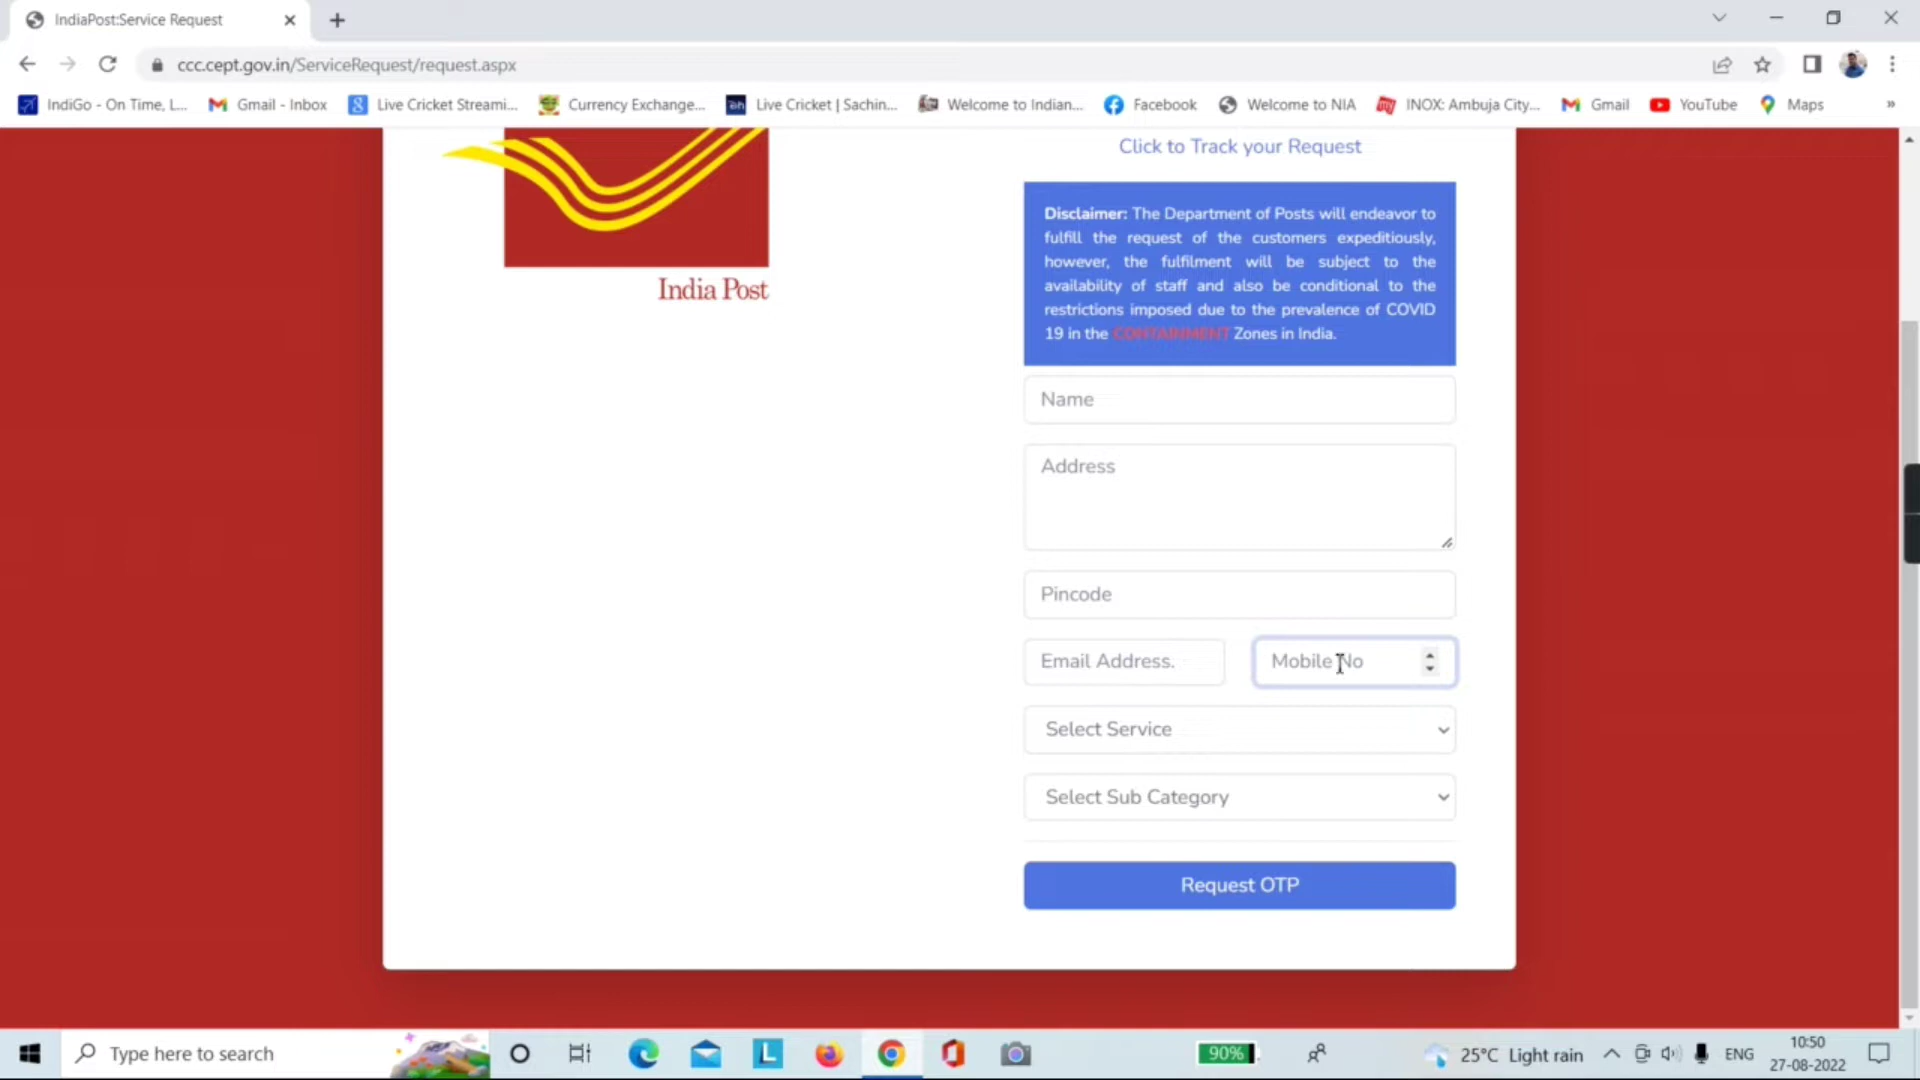 IndiaPost:Service Request
ccc.cept.gov.in/ServiceRequest/request.aspx
IndiGo - On Time, L...
Gmail - Inbox
Live Cricket Streami...
Currency Exchange...
Live Cricket | Sachin...
Welcome to Indian...
Facebook
Welcome to NIA
INOX: Ambuja City...
Gmail
YouTube
Maps
»
India Post
Click to Track your Request
Disclaimer: The Department of Posts will endeavor to
fulfill the request of the customers expeditiously,
however, the fulfilment will be subject to the
availability of staff and also be conditional to the
restrictions imposed due to the prevalence of COVID
19 in the CONTAINMENT Zones in India.
Name
Address
Pincode
Email Address.
Mobile No
Select Service
Select Sub Category
Request OTP
Type here to search
90%
25°C Light rain
ENG
10:50
27-08-2022